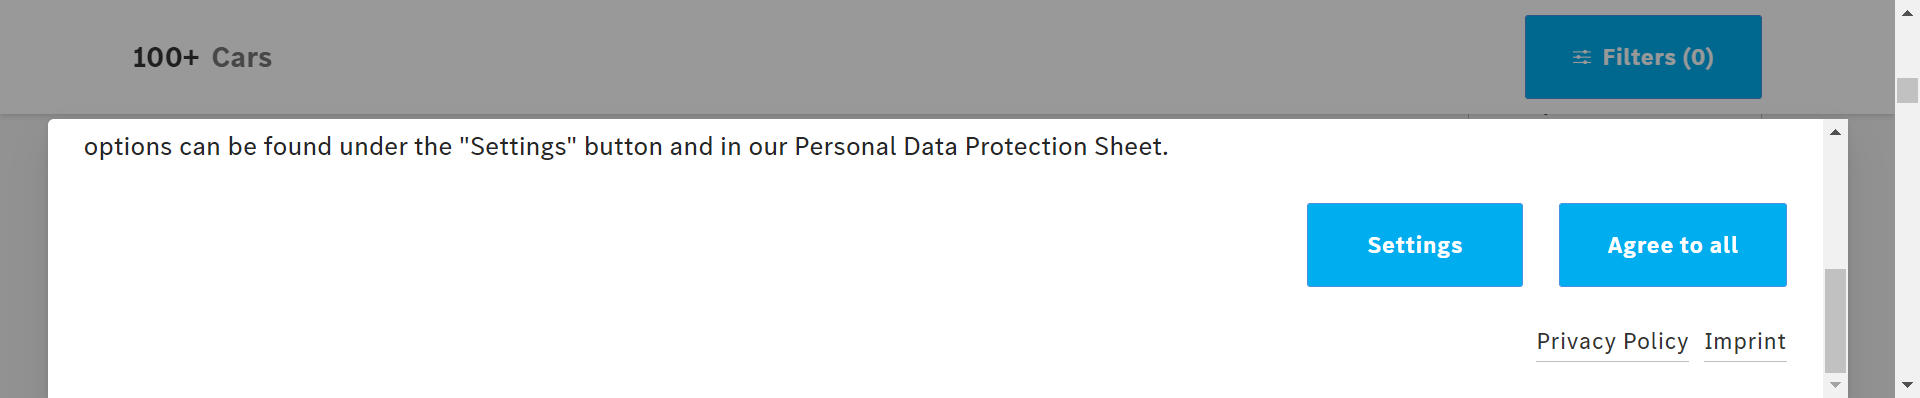 100+ Cars
Filters (0)
options can be found under the "Settings" button and in our Personal Data Protection Sheet.
Settings
Agree to all
Privacy Policy
Imprint